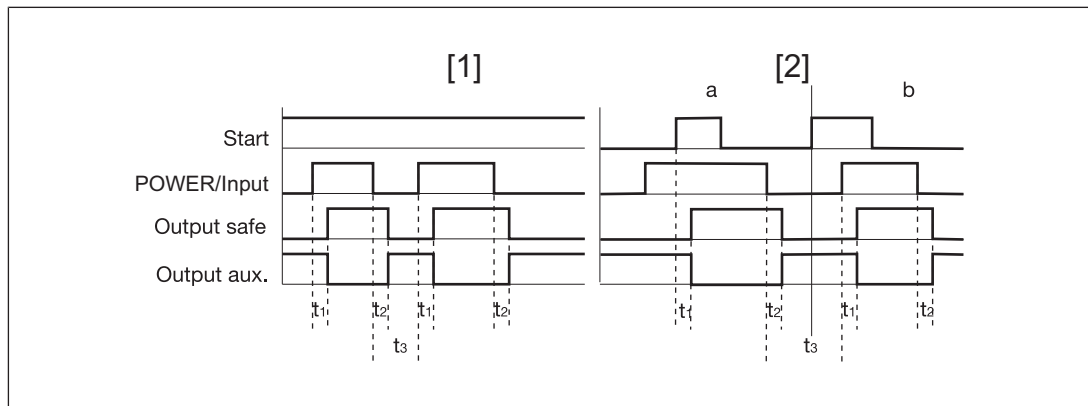 [1]
[2]
a
b
Start
POWER/Input
Output safe
Output aux.
t1
t2
t1
t2
t1
t2
t1
t2
t3
t3